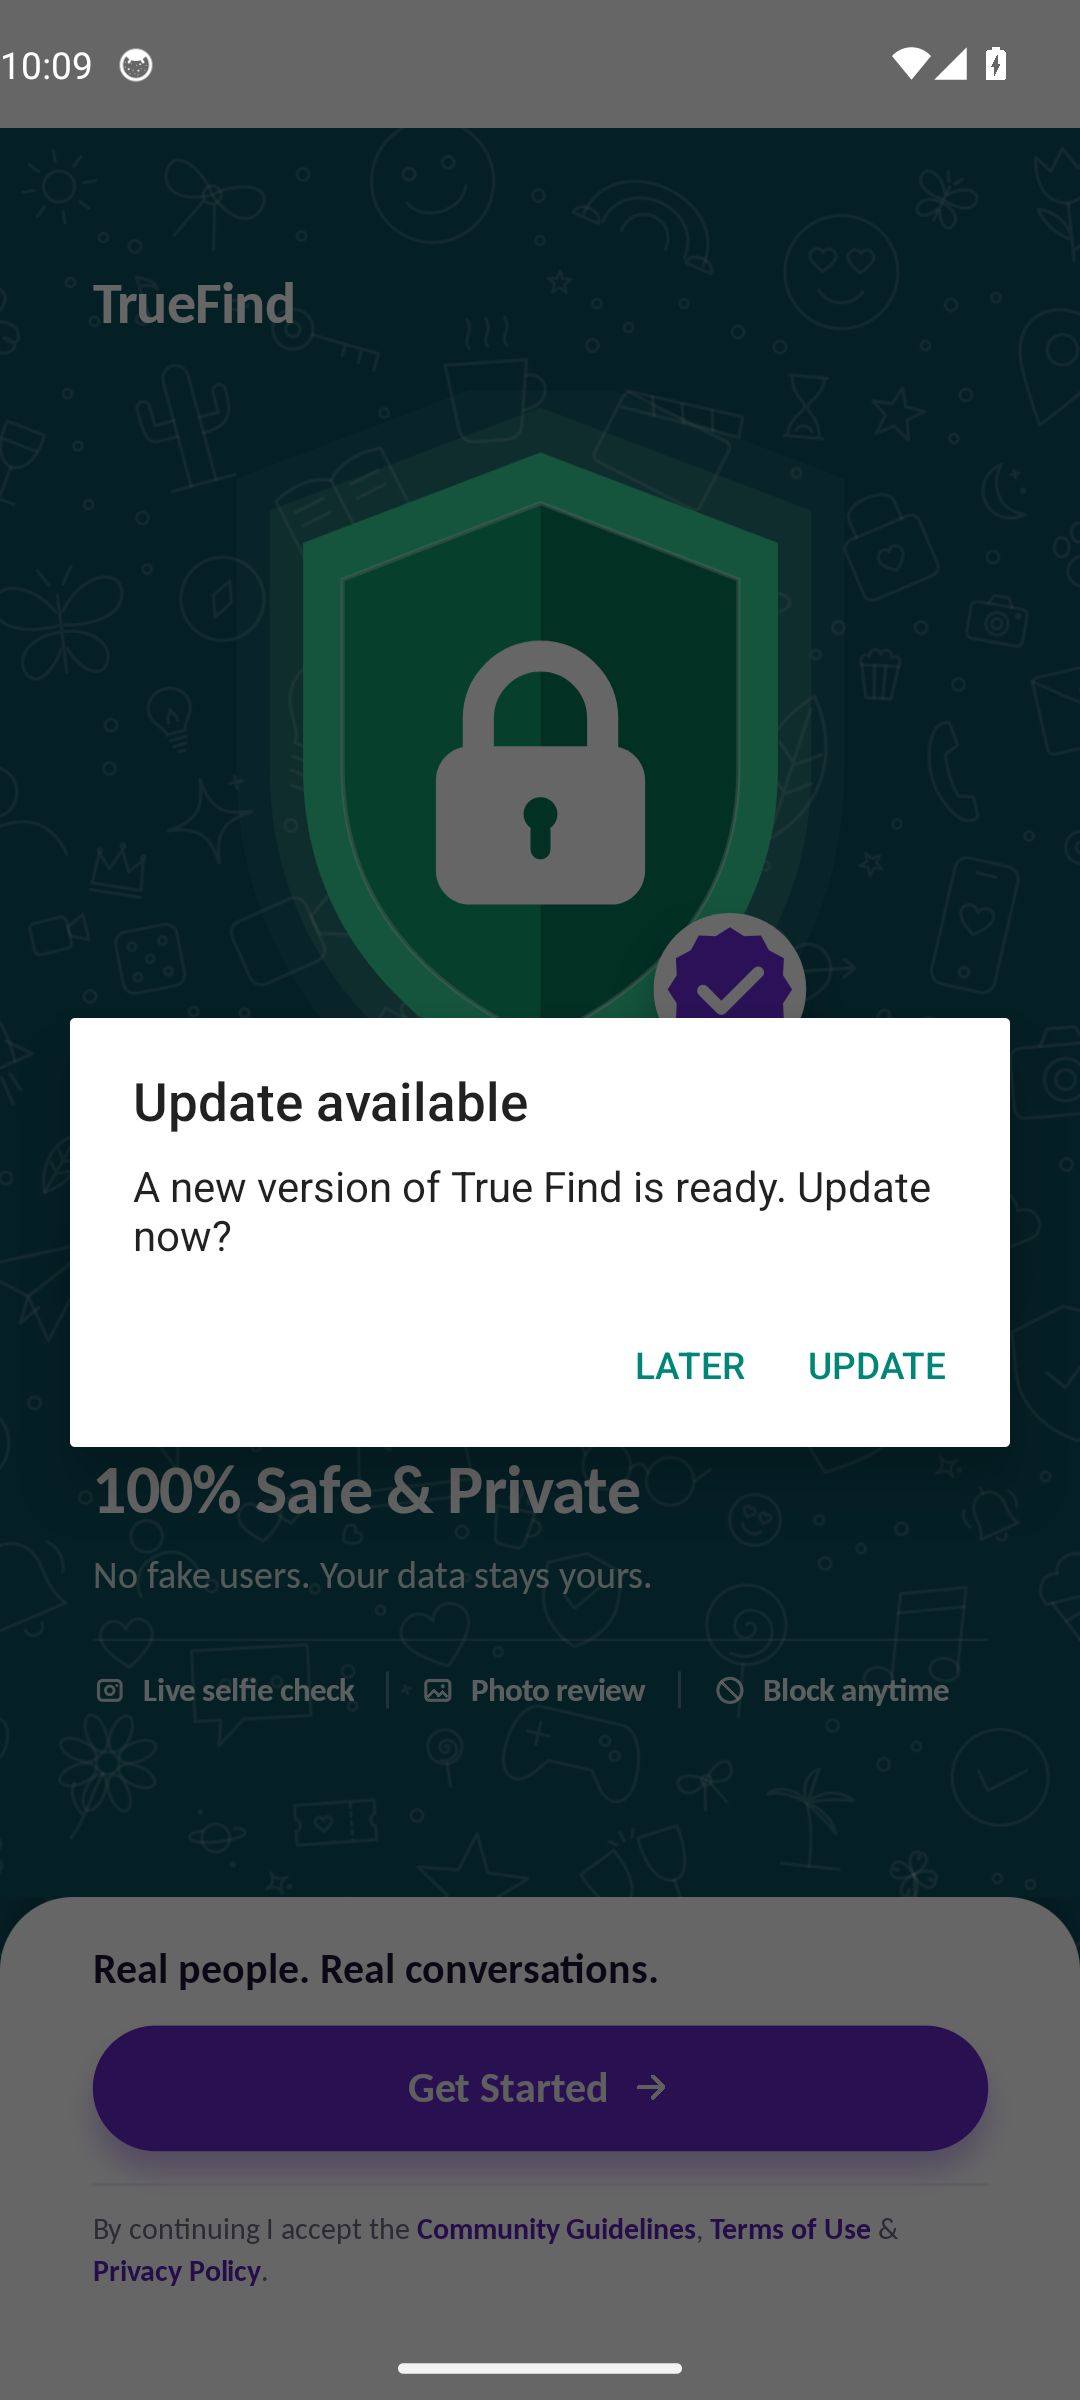 10:09
TrueFind
Update available
A new version of True Find is ready. Update
now?
LATER UPDATE
100% Safe & Private
No fake users. Your data stays yours.
Live selfie check Photo review Block anytime
Real people. Real conversations.
Get Started
By continuing I accept the Community Guidelines, Terms of Use &
Privacy Policy.